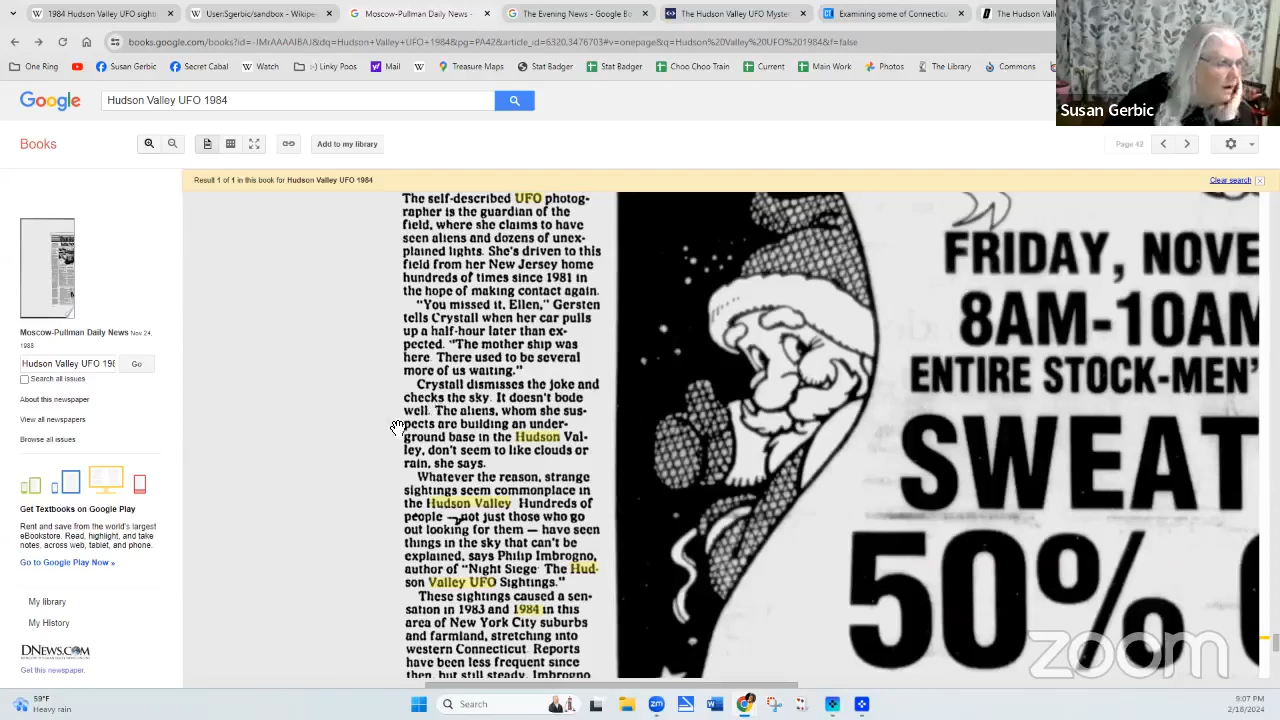 1984 Hudson Valley
UserSergic/sandbox - Wikipe
Moscow-Pullman Daily News -
The Evening News - Google Bo
The Hudson Valley UFO Myster
Examining some of Connecticu
The Hudson Valley
books.google.com/books?id=-JMrAAAAIBAJ&dq=Hudson+Valley+UFO+1984&pg=PA42&article_id=6320,3476703#v=onepage&q=Hudson%20Valley%20UFO%201984&f=false
One Ring Susan Gerbic Secret Cabal Watch :-) Linky Pooz Mail Treasure Maps Stat Badger Stat Badger Choo Choo Train Current Main Work Photos The Library Commons
Susan Gerbic
Google Hudson Valley UFO 1984
Books Add to my library Page 42
Result 1 of 1 in this book for Hudson Valley UFO 1984 Clear search
Moscow-Pullman Daily News Nov 24,
1988
Hudson Valley UFO 198 Go
Search all issues
About this newspaper
View all newspapers
Browse all issues
Get Textbooks on Google Play
Rent and save from the world's largest
eBookstore. Read, highlight, and take
notes, across web, tablet, and phone.
Go to Google Play Now »
My library
My History
DNEWS.COM
Get this newspaper.
The self-described UFO photog-
rapher is the guardian of the
field, where she claims to have
seen aliens and dozens of unex-
plained lights. She's driven to this
field from her New Jersey home
hundreds of times since 1981 in
the hope of making contact again.
"You missed it, Ellen," Gersten
tells Crystall when her car pulls
up a half-hour later than ex-
pected. "The mother ship was
here. There used to be several
more of us waiting."
Crystall dismisses the joke and
checks the sky. It doesn't bode
well. The aliens, whom she sus-
pects are building an under-
ground base in the Hudson Val-
ley, don't seem to like clouds or
rain, she says.
Whatever the reason, strange
sightings seem commonplace in
the Hudson Valley Hundreds of
people — not just those who go
out looking for them — have seen
things in the sky that can't be
explained, says Philip Imbrogno,
author of "Night Siege The Hud-
son Valley UFO Sightings."
These sightings caused a sen-
sation in 1983 and 1984 in this
area of New York City suburbs
and farmland, stretching into
western Connecticut Reports
have been less frequent since
then, but still steady, Imbrogno
FRIDAY, NOVE
8AM-10AM
ENTIRE STOCK-MEN'
SWEAT
50%
zoom
59°F
Heavy rain
Search
9:07 PM
2/18/2024